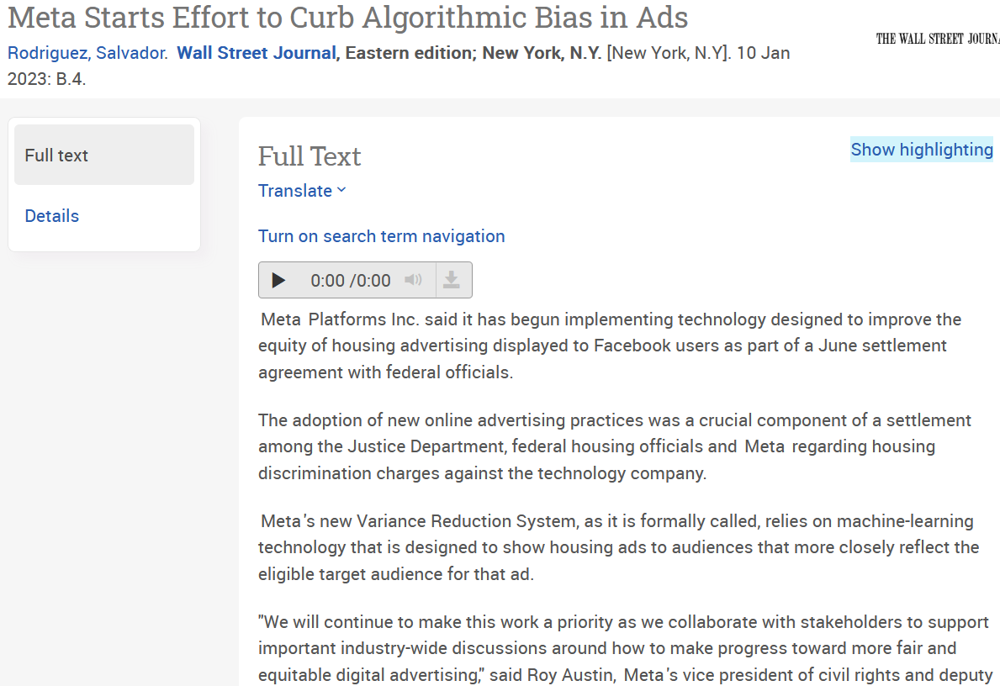 Meta Starts Effort to Curb Algorithmic Bias in Ads
THE WALL STREET
Rodriguez, Salvador. Wall Street Journal, Eastern edition; New York, N.Y. [New York, N.Y]. 10 Jan
2023: B.4.
Full text
Details
Full Text
Show highlighting
Translate
Turn on search term navigation
0:00 /0:00
Meta Platforms Inc. said it has begun implementing technology designed to improve the
equity of housing advertising displayed to Facebook users as part of a June settlement
agreement with federal officials.
The adoption of new online advertising practices was a crucial component of a settlement
among the Justice Department, federal housing officials and Meta regarding housing
discrimination charges against the technology company.
Meta's new Variance Reduction System, as it is formally called, relies on machine-learning
technology that is designed to show housing ads to audiences that more closely reflect the
eligible target audience for that ad.
"We will continue to make this work a priority as we collaborate with stakeholders to support
important industry-wide discussions around how to make progress toward more fair and
equitable digital advertising," said Roy Austin, Meta's vice president of civil rights and deputy